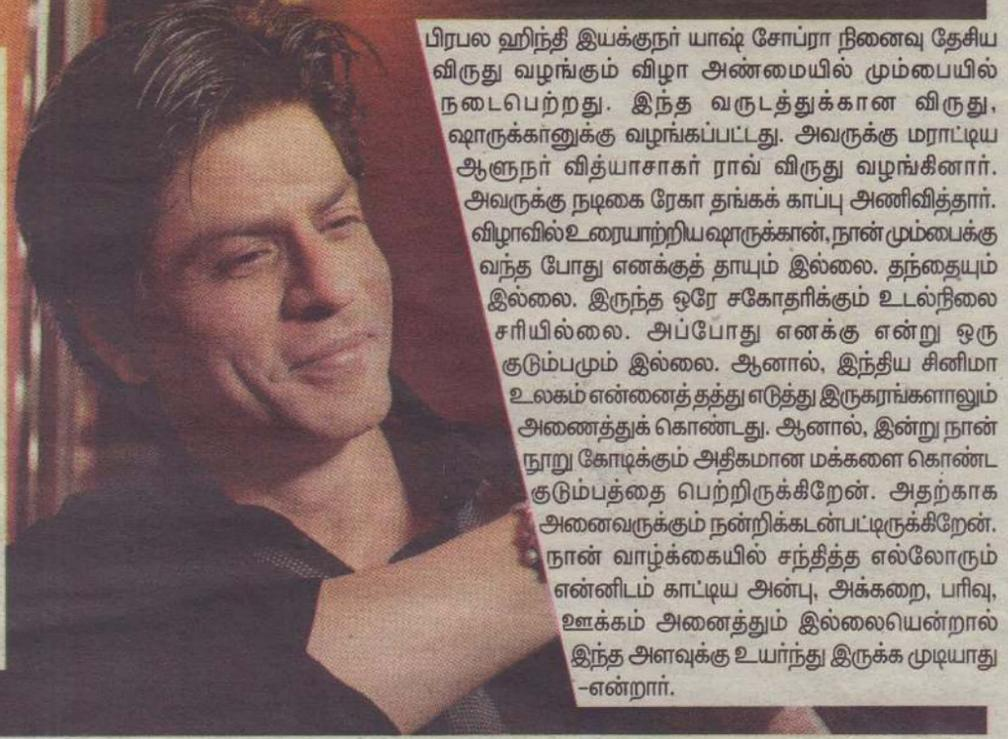 பிரபல ஹிந்தி இயக்குநர் யாஷ் சோப்ரா நினைவு தேசிய
விருது வழங்கும் விழா அண்மையில் மும்பையில்
நடைபெற்றது. இந்த வருடத்துக்கான விருது,
ஷாருக்கானுக்கு வழங்கப்பட்டது. அவருக்கு மராட்டிய
ஆளுநர் வித்யாசாகர் ராவ் விருது வழங்கினார்.
அவருக்கு நடிகை ரேகா தங்கக் காப்பு அணிவித்தார்.
விழாவில் உரையாற்றிய ஷாருக்கான், நான் மும்பைக்கு
வந்த போது எனக்குத் தாயும் இல்லை. தந்தையும்
இல்லை. இருந்த ஒரே சகோதரிக்கும் உடல்நிலை
சரியில்லை. அப்போது எனக்கு என்று ஒரு
குடும்பமும் இல்லை. ஆனால், இந்திய சினிமா
உலகம் என்னைத் தத்து எடுத்து இருகரங்களாலும்
அணைத்துக் கொண்டது. ஆனால், இன்று நான்
நூறு கோடிக்கும் அதிகமான மக்களை கொண்ட
குடும்பத்தை பெற்றிருக்கிறேன். அதற்காக
அனைவருக்கும் நன்றிக்கடன்பட்டிருக்கிறேன்.
நான் வாழ்க்கையில் சந்தித்த எல்லோரும்
என்னிடம் காட்டிய அன்பு, அக்கறை, பரிவு,
ஊக்கம் அனைத்தும் இல்லையென்றால்
இந்த அளவுக்கு உயர்ந்து இருக்க முடியாது
-என்றார்.